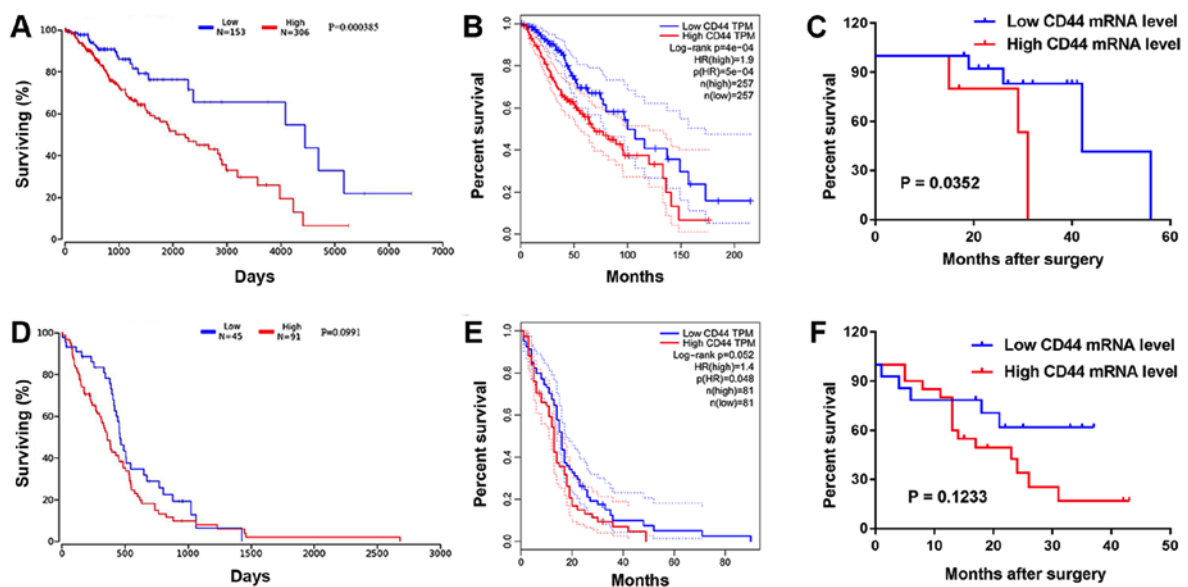 A
Low
N=153
High
N=306
P=0.000385
Surviving (%)
100
80
60
40
20
0
0 1000 2000 3000 4000 5000 6000 7000
Days
B
Low CD44 TPM
High CD44 TPM
Log-rank p=4e-04
HR(high)=1.9
p(HR)=5e-04
n(high)=257
n(low)=257
Percent survival
1.0
0.8
0.6
0.4
0.2
0.0
0 50 100 150 200
Months
C
Low CD44 mRNA level
High CD44 mRNA level
Percent survival
120
90
60
30
0
P = 0.0352
0 20 40 60
Months after surgery
D
Low
N=45
High
N=91
P=0.0991
Surviving (%)
100
80
60
40
20
0
0 500 1000 1500 2000 2500 3000
Days
E
Low CD44 TPM
High CD44 TPM
Log-rank p=0.052
HR(high)=1.4
p(HR)=0.048
n(high)=81
n(low)=81
Percent survival
1.0
0.8
0.6
0.4
0.2
0.0
0 20 40 60 80
Months
F
Low CD44 mRNA level
High CD44 mRNA level
Percent survival
120
90
60
30
0
P = 0.1233
0 10 20 30 40 50
Months after surgery